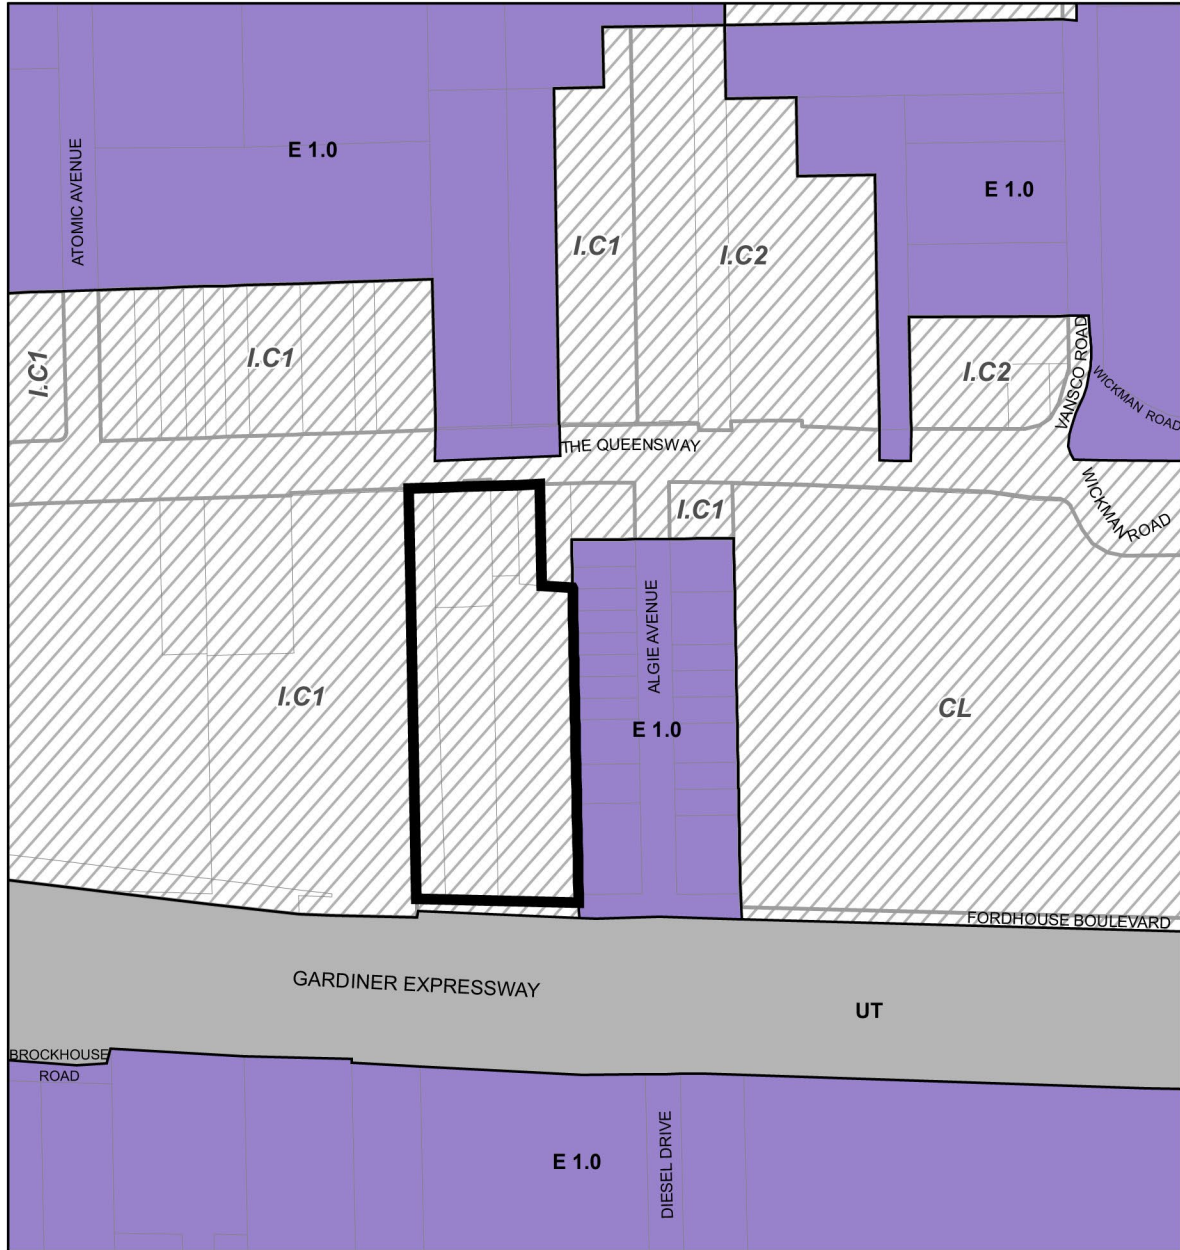 E 1.0
ATOMIC AVENUE
E 1.0
I.C1
I.C2
I.C1
I.C1
I.C2
VANSCO ROAD
WICKMAN ROAD
THE QUEENSWAY
WICKMAN ROAD
I.C1
ALGIE AVENUE
I.C1
CL
E 1.0
FORDHOUSE BOULEVARD
GARDINER EXPRESSWAY
UT
BROCKHOUSE
ROAD
DIESEL DRIVE
E 1.0